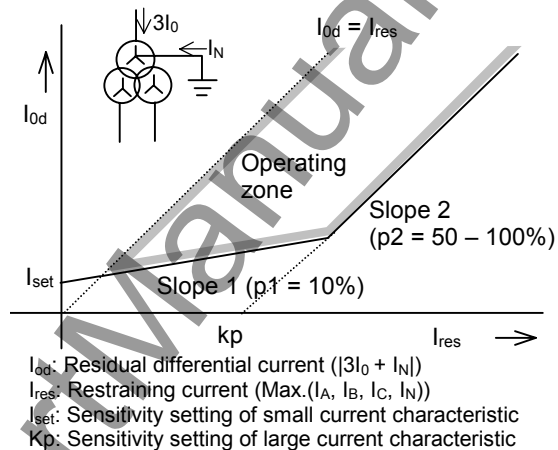 3I0
IN
I0d = Ires
I0d
Operating
zone
Slope 2
(p2 = 50 – 100%)
Iset
Slope 1 (p1 = 10%)
kp
Ires
I0d: Residual differential current (|3I0 + IN|)
Ires: Restraining current (Max.(IA, IB, IC, IN))
Iset: Sensitivity setting of small current characteristic
Kp: Sensitivity setting of large current characteristic
rtManual